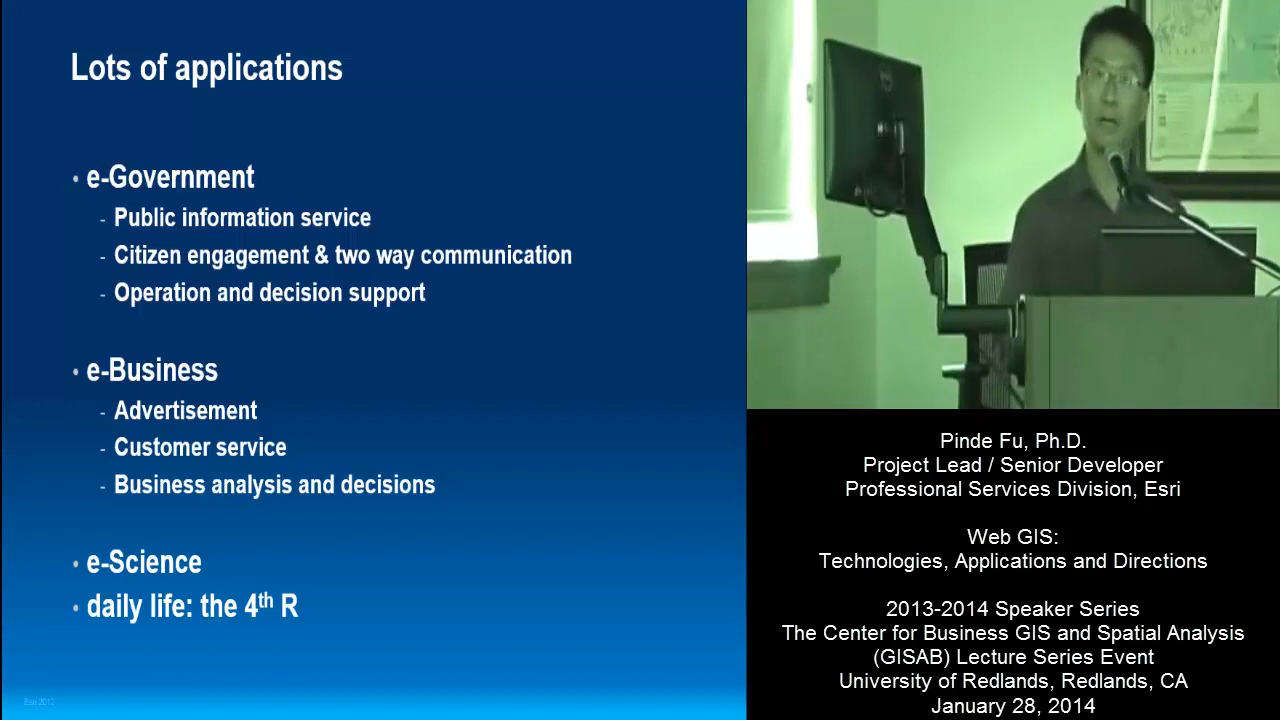 Lots of applications
• e-Government
- Public information service
- Citizen engagement & two way communication
- Operation and decision support
• e-Business
- Advertisement
- Customer service
- Business analysis and decisions
• e-Science
• daily life: the 4th R
Esri 2013
Pinde Fu, Ph.D.
Project Lead / Senior Developer
Professional Services Division, Esri
Web GIS:
Technologies, Applications and Directions
2013-2014 Speaker Series
The Center for Business GIS and Spatial Analysis
(GISAB) Lecture Series Event
University of Redlands, Redlands, CA
January 28, 2014